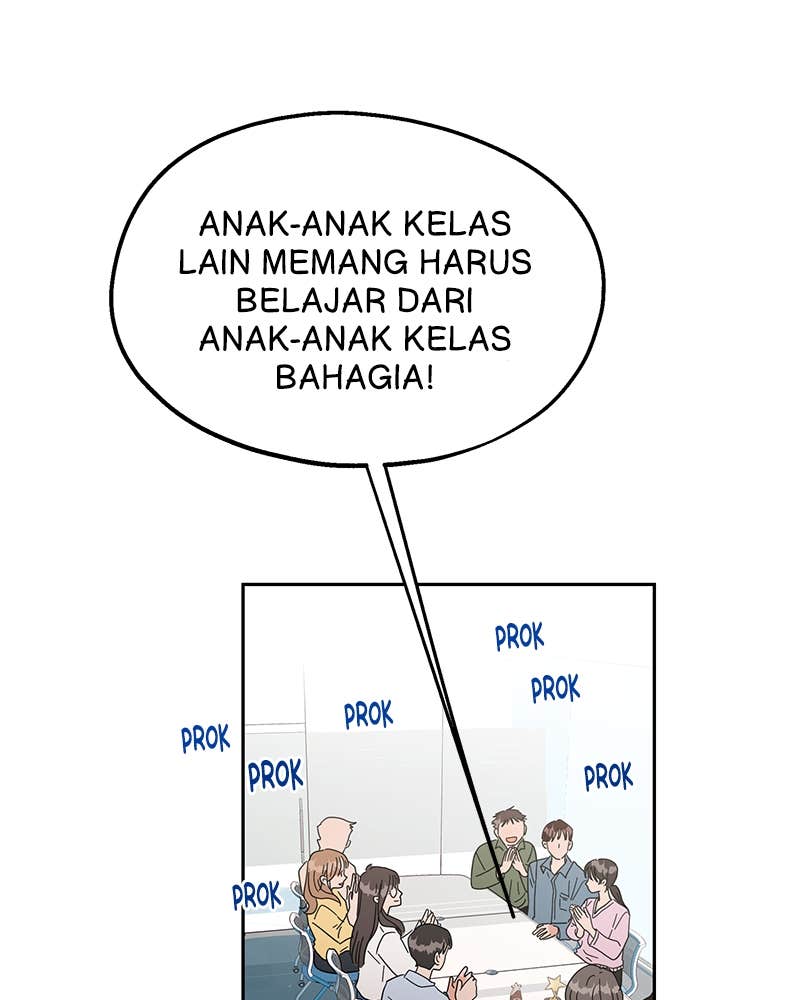 ANAK-ANAK KELAS
LAIN MEMANG HARUS
BELAJAR DARI
ANAK-ANAK KELAS
BAHAGIA!
PROK
PROK
PROK
PROK
PROK
PROK
PROK